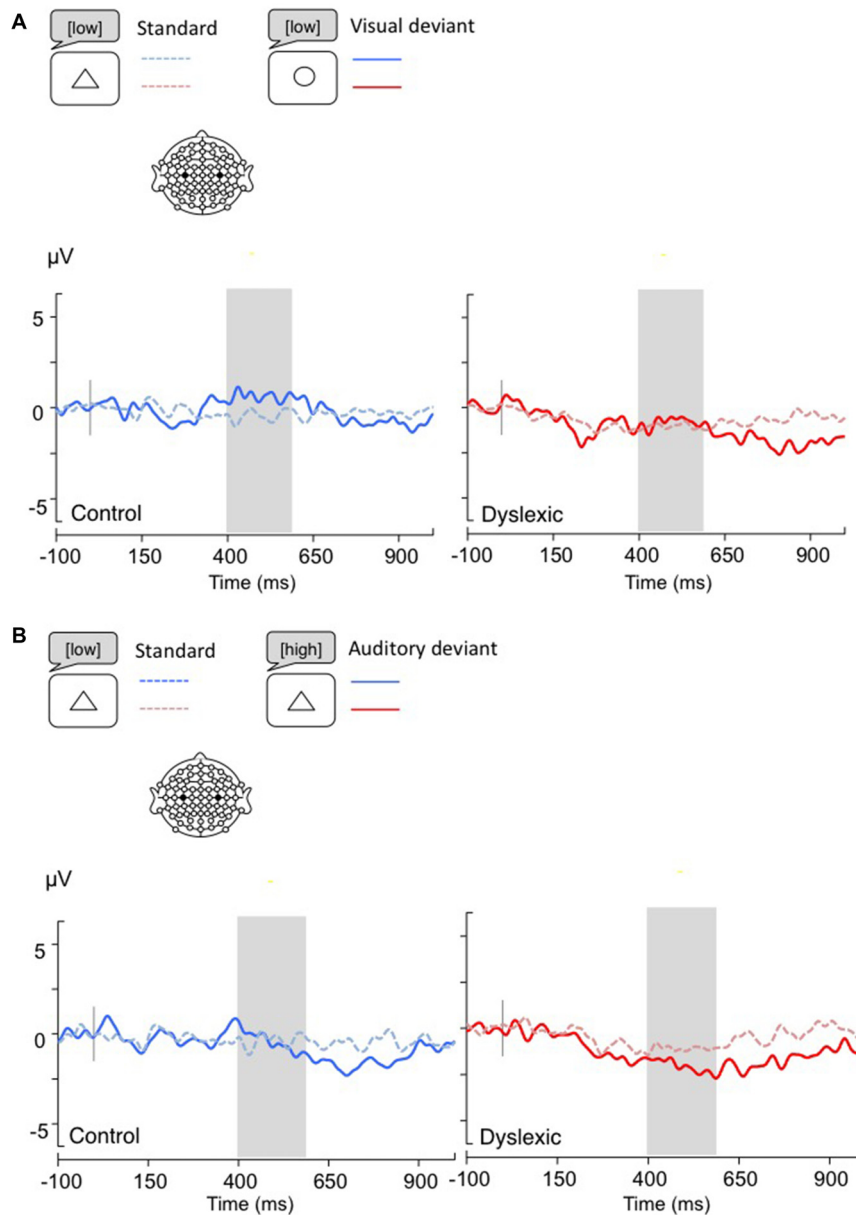 A
[low] Standard [low] Visual deviant
µV
5
0
-5
Control
-100 150 400 650 900
Time (ms)
Dyslexic
-100 150 400 650 900
Time (ms)
B
[low] Standard [high] Auditory deviant
µV
5
0
-5
Control
-100 150 400 650 900
Time (ms)
Dyslexic
-100 150 400 650 900
Time (ms)